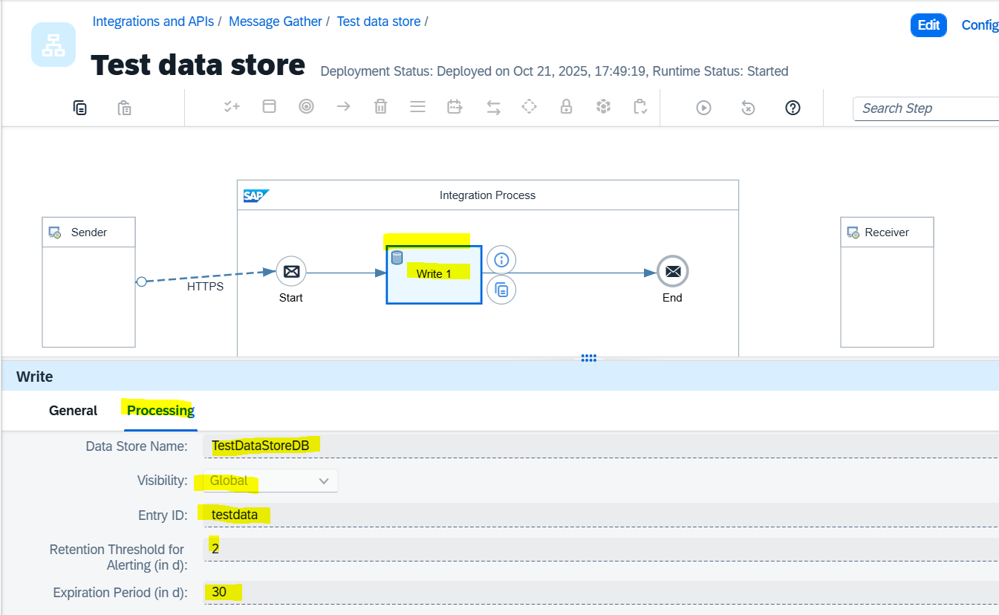 Integrations and APIs / Message Gather / Test data store /
Edit
Config
Test data store
Deployment Status: Deployed on Oct 21, 2025, 17:49:19, Runtime Status: Started
Search Step
SAP
Integration Process
Sender
Receiver
HTTPS
Write 1
Start
End
Write
General
Processing
Data Store Name: TestDataStoreDB
Visibility: Global
Entry ID: testdata
Retention Threshold for
Alerting (in d): 2
Expiration Period (in d): 30